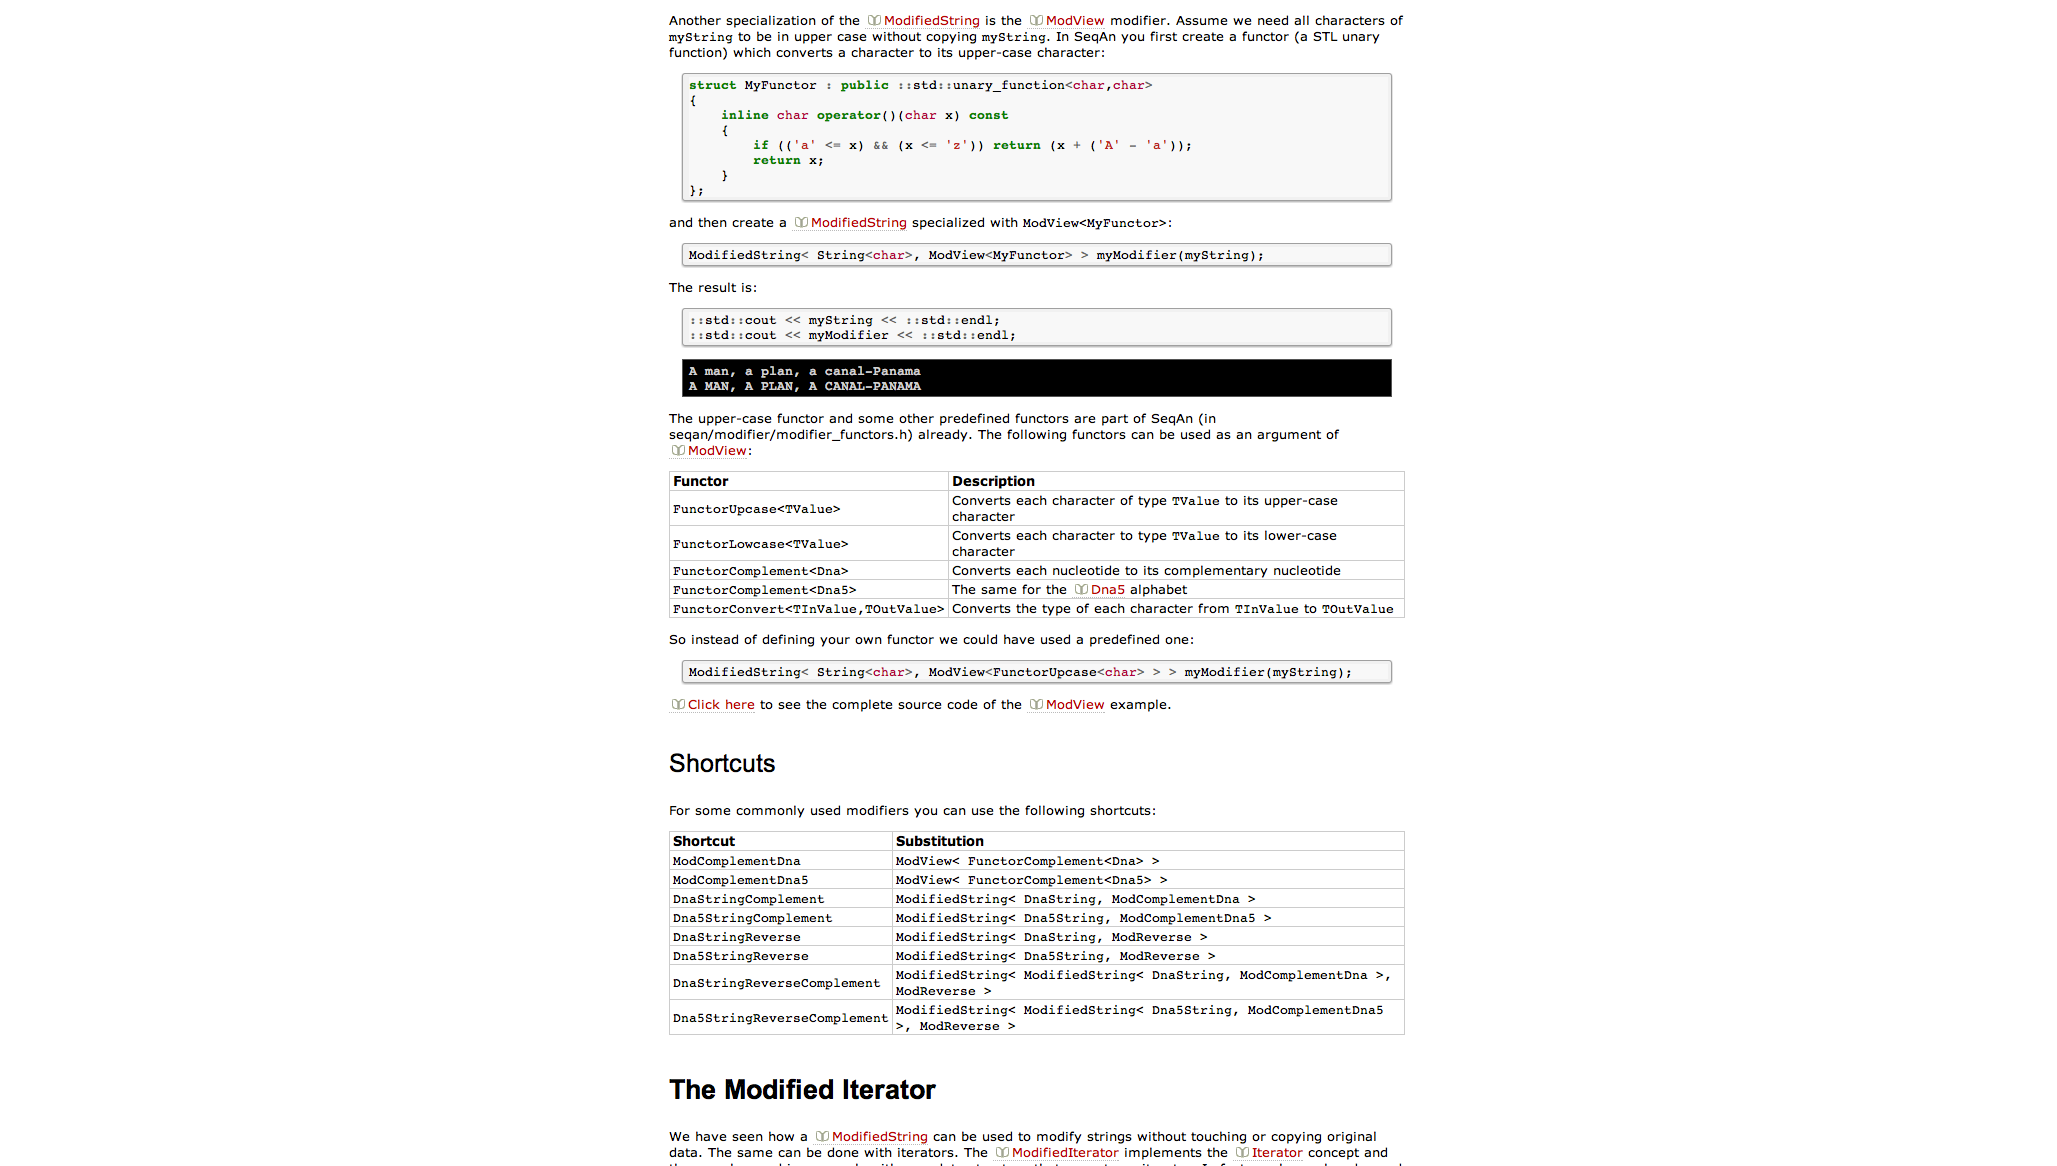 Another specialization of the ModifiedString is the ModView modifier. Assume we need all characters of
myString to be in upper case without copying myString. In SeqAn you first create a functor (a STL unary
function) which converts a character to its upper-case character:
struct MyFunctor : public ::std::unary_function<char,char>
{
    inline char operator()(char x) const
    {
        if (('a' <= x) && (x <= 'z')) return (x + ('A' - 'a'));
        return x;
    }
};
and then create a ModifiedString specialized with ModView<MyFunctor>:
ModifiedString< String<char>, ModView<MyFunctor> > myModifier(myString);
The result is:
::std::cout << myString << ::std::endl;
::std::cout << myModifier << ::std::endl;
A man, a plan, a canal-Panama
A MAN, A PLAN, A CANAL-PANAMA
The upper-case functor and some other predefined functors are part of SeqAn (in
seqan/modifier/modifier_functors.h) already. The following functors can be used as an argument of
ModView:
Functor Description
FunctorUpcase<TValue> Converts each character of type TValue to its upper-case
character
FunctorLowcase<TValue> Converts each character to type TValue to its lower-case
character
FunctorComplement<Dna> Converts each nucleotide to its complementary nucleotide
FunctorComplement<Dna5> The same for the Dna5 alphabet
FunctorConvert<TInValue,TOutValue> Converts the type of each character from TInValue to TOutValue
So instead of defining your own functor we could have used a predefined one:
ModifiedString< String<char>, ModView<FunctorUpcase<char> > > myModifier(myString);
Click here to see the complete source code of the ModView example.
Shortcuts
For some commonly used modifiers you can use the following shortcuts:
Shortcut Substitution
ModComplementDna ModView< FunctorComplement<Dna> >
ModComplementDna5 ModView< FunctorComplement<Dna5> >
DnaStringComplement ModifiedString< DnaString, ModComplementDna >
Dna5StringComplement ModifiedString< Dna5String, ModComplementDna5 >
DnaStringReverse ModifiedString< DnaString, ModReverse >
Dna5StringReverse ModifiedString< Dna5String, ModReverse >
DnaStringReverseComplement ModifiedString< ModifiedString< DnaString, ModComplementDna >,
ModReverse >
Dna5StringReverseComplement ModifiedString< ModifiedString< Dna5String, ModComplementDna5
>, ModReverse >
The Modified Iterator
We have seen how a ModifiedString can be used to modify strings without touching or copying original
data. The same can be done with iterators. The ModifiedIterator implements the Iterator concept and